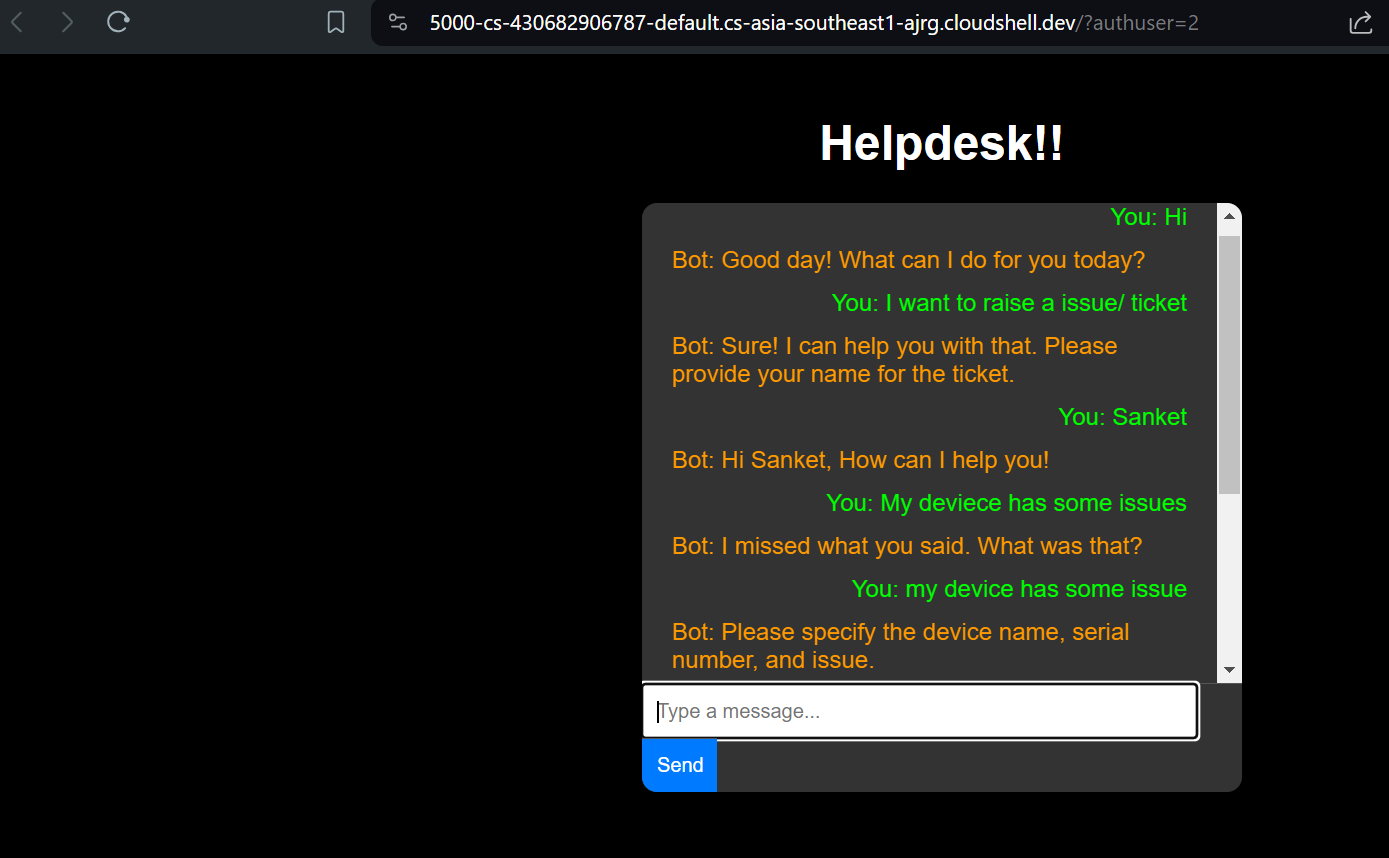 5000-cs-430682906787-default.cs-asia-southeast1-ajrg.cloudshell.dev/?authuser=2
Helpdesk!!
You: Hi
Bot: Good day! What can I do for you today?
You: I want to raise a issue/ ticket
Bot: Sure! I can help you with that. Please
provide your name for the ticket.
You: Sanket
Bot: Hi Sanket, How can I help you!
You: My deviece has some issues
Bot: I missed what you said. What was that?
You: my device has some issue
Bot: Please specify the device name, serial
number, and issue.
Type a message...
Send